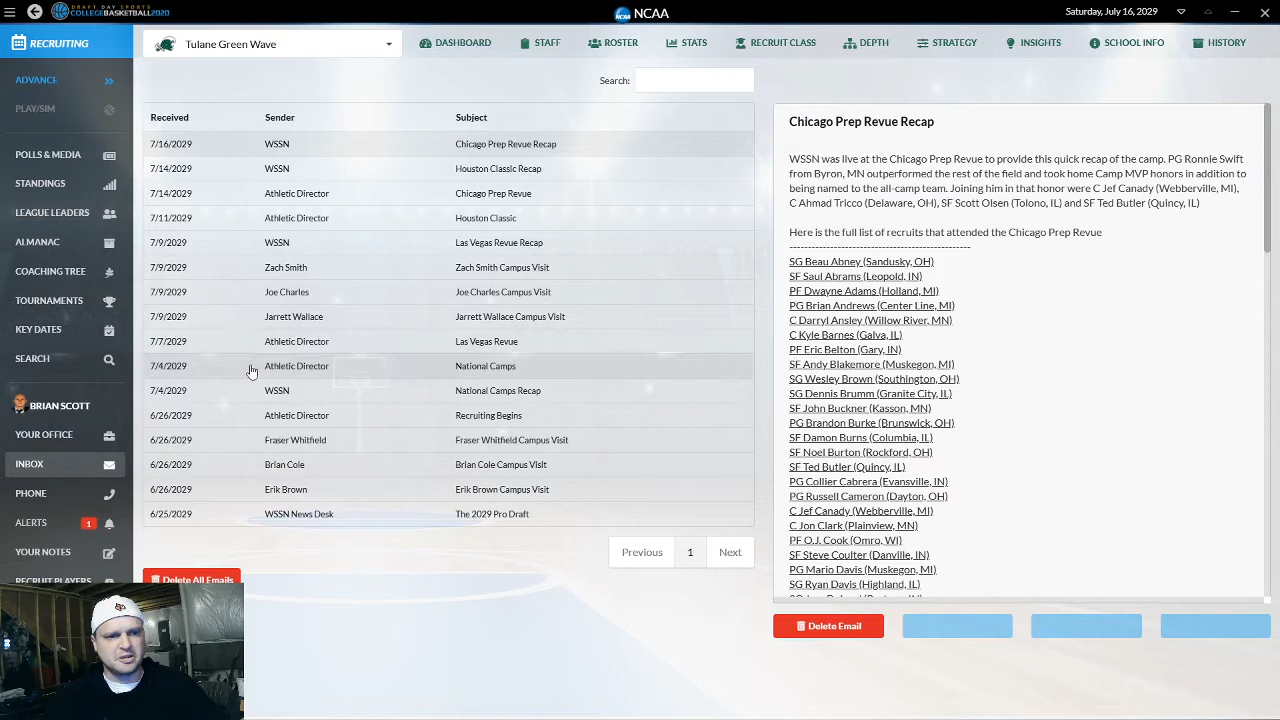 DRAFT DAY SPORTS
COLLEGE BASKETBALL 2020
NCAA
Saturday, July 16, 2029
RECRUITING
Tulane Green Wave
DASHBOARD
STAFF
ROSTER
STATS
RECRUIT CLASS
DEPTH
STRATEGY
INSIGHTS
SCHOOL INFO
HISTORY
ADVANCE
PLAY/SIM
POLLS & MEDIA
STANDINGS
LEAGUE LEADERS
ALMANAC
COACHING TREE
TOURNAMENTS
KEY DATES
SEARCH
BRIAN SCOTT
YOUR OFFICE
INBOX
PHONE
ALERTS 1
YOUR NOTES
RECRUIT PLAYERS
Search:
Received Sender Subject
7/16/2029 WSSN Chicago Prep Revue Recap
7/14/2029 WSSN Houston Classic Recap
7/14/2029 Athletic Director Chicago Prep Revue
7/11/2029 Athletic Director Houston Classic
7/9/2029 WSSN Las Vegas Revue Recap
7/9/2029 Zach Smith Zach Smith Campus Visit
7/9/2029 Joe Charles Joe Charles Campus Visit
7/9/2029 Jarrett Wallace Jarrett Wallace Campus Visit
7/7/2029 Athletic Director Las Vegas Revue
7/4/2029 Athletic Director National Camps
7/4/2029 WSSN National Camps Recap
6/26/2029 Athletic Director Recruiting Begins
6/26/2029 Fraser Whitfield Fraser Whitfield Campus Visit
6/26/2029 Brian Cole Brian Cole Campus Visit
6/26/2029 Erik Brown Erik Brown Campus Visit
6/25/2029 WSSN News Desk The 2029 Pro Draft
Previous 1 Next
Delete All Emails
Chicago Prep Revue Recap
WSSN was live at the Chicago Prep Revue to provide this quick recap of the camp. PG Ronnie Swift
from Byron, MN outperformed the rest of the field and took home Camp MVP honors in addition to
being named to the all-camp team. Joining him in that honor were C Jef Canady (Webberville, MI),
C Ahmad Tricco (Delaware, OH), SF Scott Olsen (Tolono, IL) and SF Ted Butler (Quincy, IL)
Here is the full list of recruits that attended the Chicago Prep Revue
----------------------------------------------
SG Beau Abney (Sandusky, OH)
SF Saul Abrams (Leopold, IN)
PF Dwayne Adams (Holland, MI)
PG Brian Andrews (Center Line, MI)
C Darryl Ansley (Willow River, MN)
C Kyle Barnes (Galva, IL)
PF Eric Belton (Gary, IN)
SF Andy Blakemore (Muskegon, MI)
SG Wesley Brown (Southington, OH)
SG Dennis Brumm (Granite City, IL)
SF John Buckner (Kasson, MN)
PG Brandon Burke (Brunswick, OH)
SF Damon Burns (Columbia, IL)
SF Noel Burton (Rockford, OH)
SF Ted Butler (Quincy, IL)
PG Collier Cabrera (Evansville, IN)
PG Russell Cameron (Dayton, OH)
C Jef Canady (Webberville, MI)
C Jon Clark (Plainview, MN)
PF O.J. Cook (Omro, WI)
SF Steve Coulter (Danville, IN)
PG Mario Davis (Muskegon, MI)
SG Ryan Davis (Highland, IL)
Delete Email